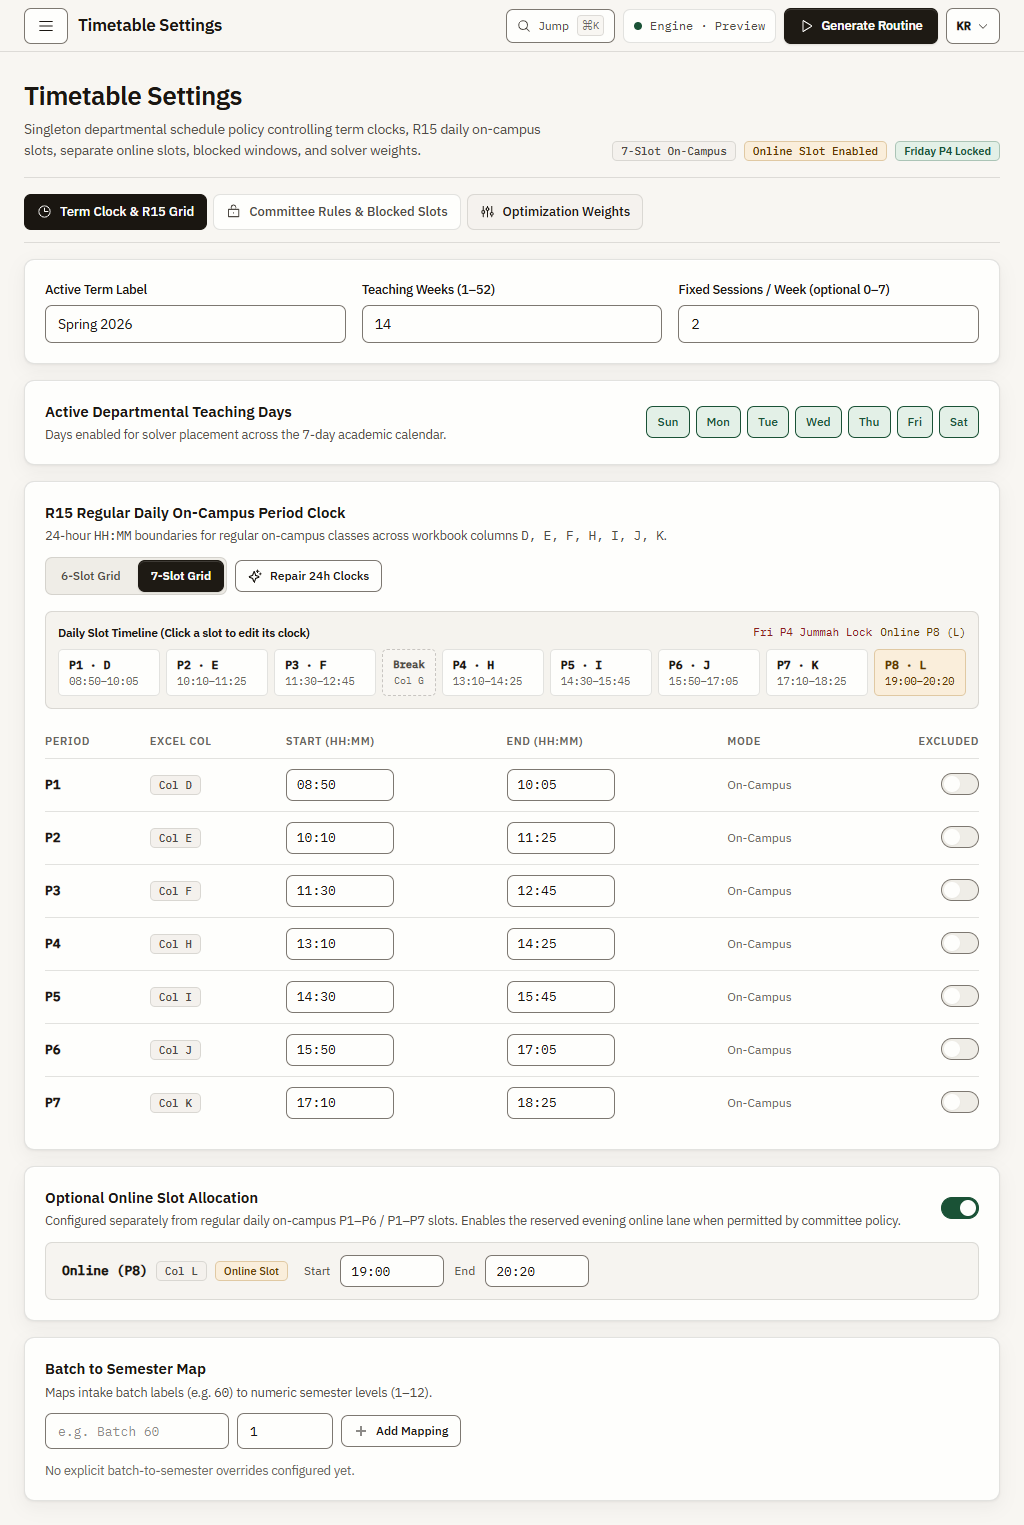 Timetable Settings
Jump ⌘K
Engine · Preview
Generate Routine
KR
Timetable Settings
Singleton departmental schedule policy controlling term clocks, R15 daily on-campus
slots, separate online slots, blocked windows, and solver weights.
7-Slot On-Campus
Online Slot Enabled
Friday P4 Locked
Term Clock & R15 Grid
Committee Rules & Blocked Slots
Optimization Weights
Active Term Label
Teaching Weeks (1–52)
Fixed Sessions / Week (optional 0–7)
Spring 2026
14
2
Active Departmental Teaching Days
Days enabled for solver placement across the 7-day academic calendar.
Sun Mon Tue Wed Thu Fri Sat
R15 Regular Daily On-Campus Period Clock
24-hour HH:MM boundaries for regular on-campus classes across workbook columns D, E, F, H, I, J, K.
6-Slot Grid
7-Slot Grid
Repair 24h Clocks
Daily Slot Timeline (Click a slot to edit its clock)
Fri P4 Jummah Lock Online P8 (L)
P1 · D
08:50–10:05
P2 · E
10:10–11:25
P3 · F
11:30–12:45
Break
Col G
P4 · H
13:10–14:25
P5 · I
14:30–15:45
P6 · J
15:50–17:05
P7 · K
17:10–18:25
P8 · L
19:00–20:20
PERIOD EXCEL COL START (HH:MM) END (HH:MM) MODE EXCLUDED
P1 Col D 08:50 10:05 On-Campus
P2 Col E 10:10 11:25 On-Campus
P3 Col F 11:30 12:45 On-Campus
P4 Col H 13:10 14:25 On-Campus
P5 Col I 14:30 15:45 On-Campus
P6 Col J 15:50 17:05 On-Campus
P7 Col K 17:10 18:25 On-Campus
Optional Online Slot Allocation
Configured separately from regular daily on-campus P1–P6 / P1–P7 slots. Enables the reserved evening online lane when permitted by committee policy.
Online (P8) Col L Online Slot Start 19:00 End 20:20
Batch to Semester Map
Maps intake batch labels (e.g. 60) to numeric semester levels (1–12).
e.g. Batch 60
1
Add Mapping
No explicit batch-to-semester overrides configured yet.